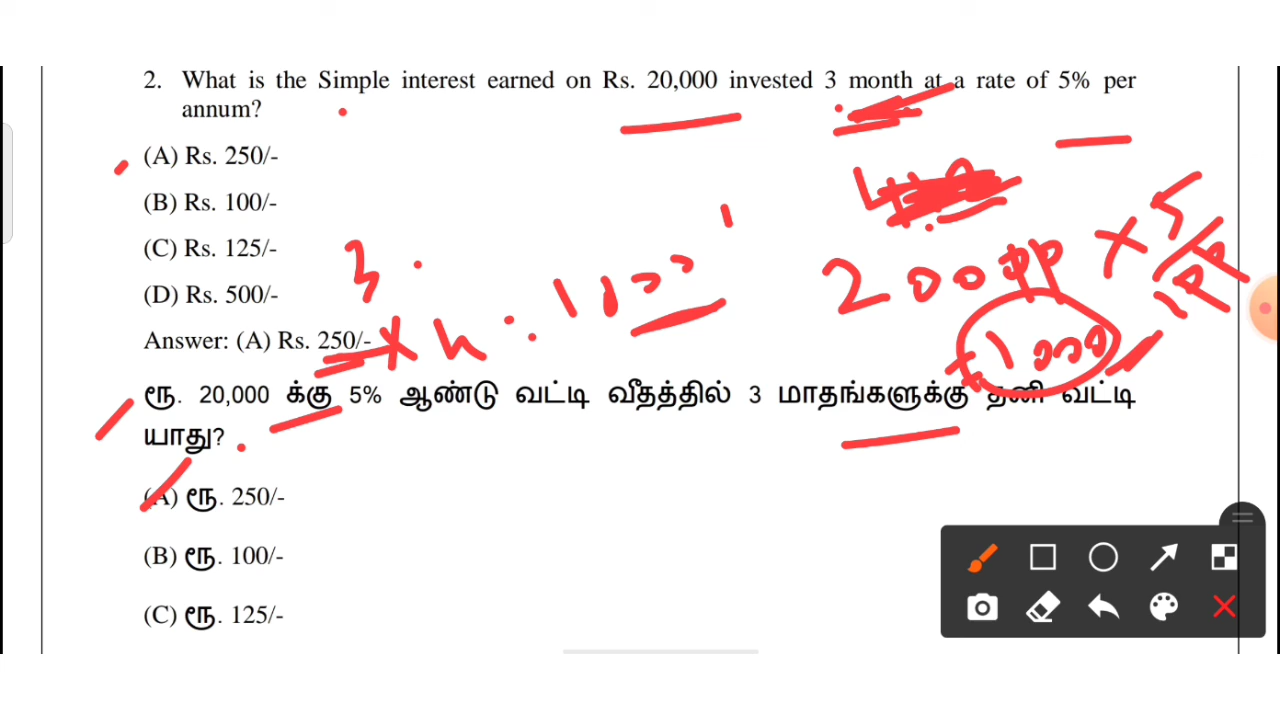 2. What is the Simple interest earned on Rs. 20,000 invested 3 month at a rate of 5% per
annum?
(A) Rs. 250/-
(B) Rs. 100/-
(C) Rs. 125/-
(D) Rs. 500/-
Answer: (A) Rs. 250/-
20000 × 5/100
1000
3
ரூ. 20,000 க்கு 5% ஆண்டு வட்டி வீதத்தில் 3 மாதங்களுக்கு தனி வட்டி
யாது?
(A) ரூ. 250/-
(B) ரூ. 100/-
(C) ரூ. 125/-